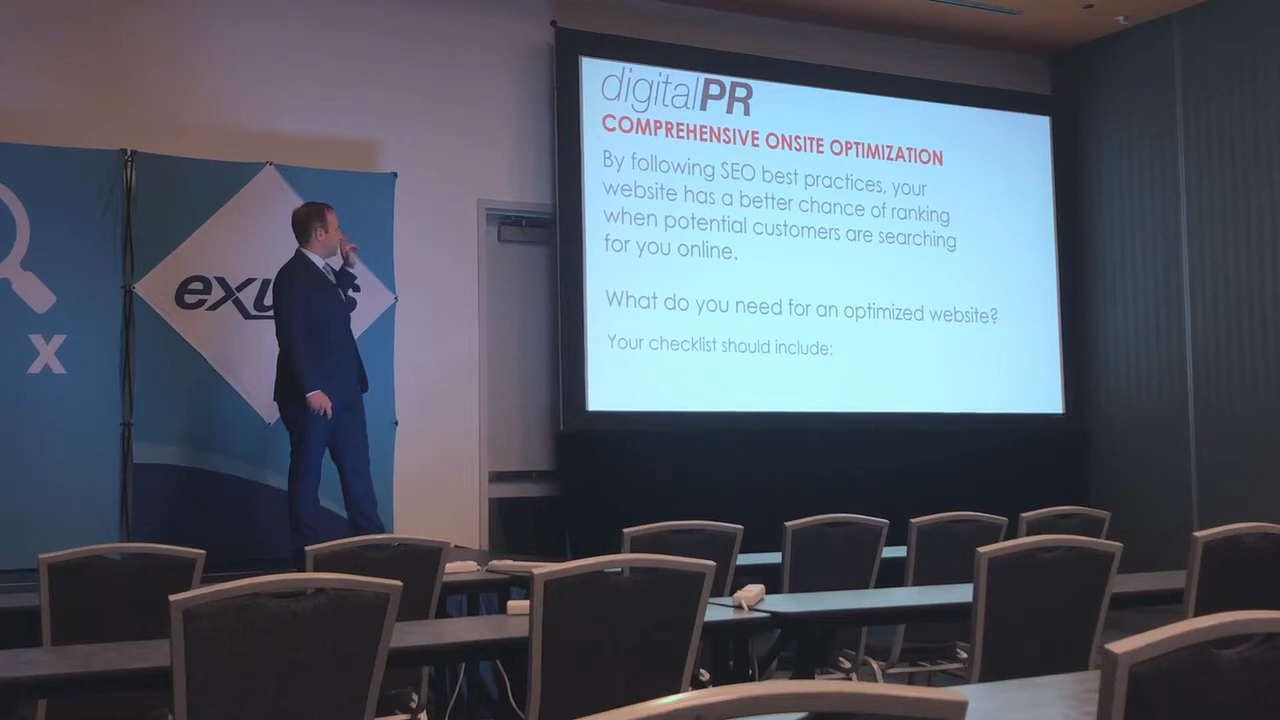 digitalPR
COMPREHENSIVE ONSITE OPTIMIZATION
By following SEO best practices, your
website has a better chance of ranking
when potential customers are searching
for you online.
What do you need for an optimized website?
Your checklist should include:
x